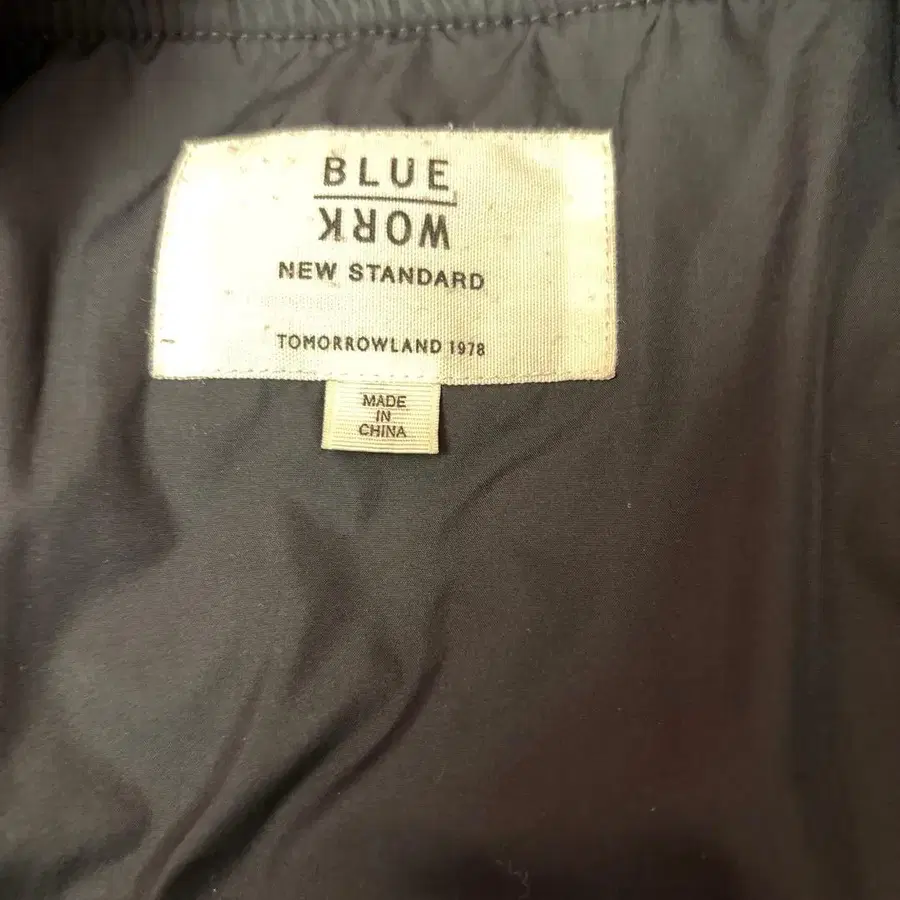 BLUE
WORK
NEW STANDARD
TOMORROWLAND 1978
MADE
IN
CHINA